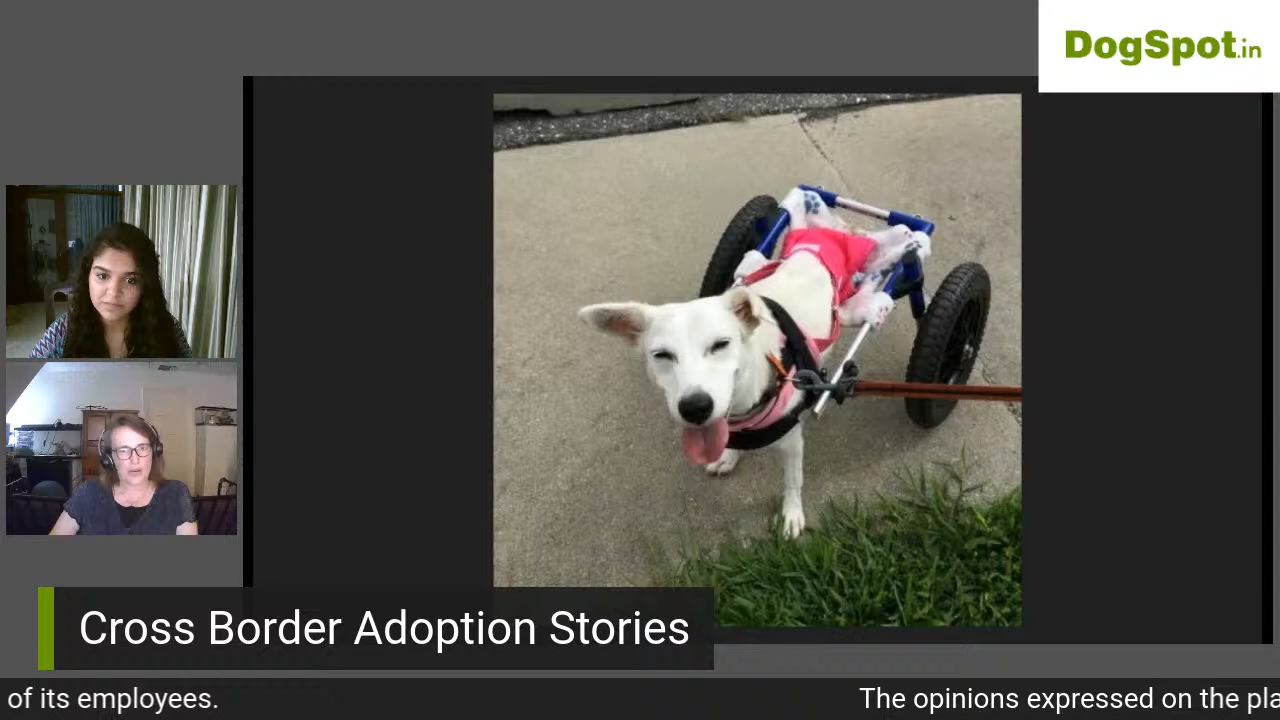 DogSpot.in
Cross Border Adoption Stories
of its employees.
The opinions expressed on the pla